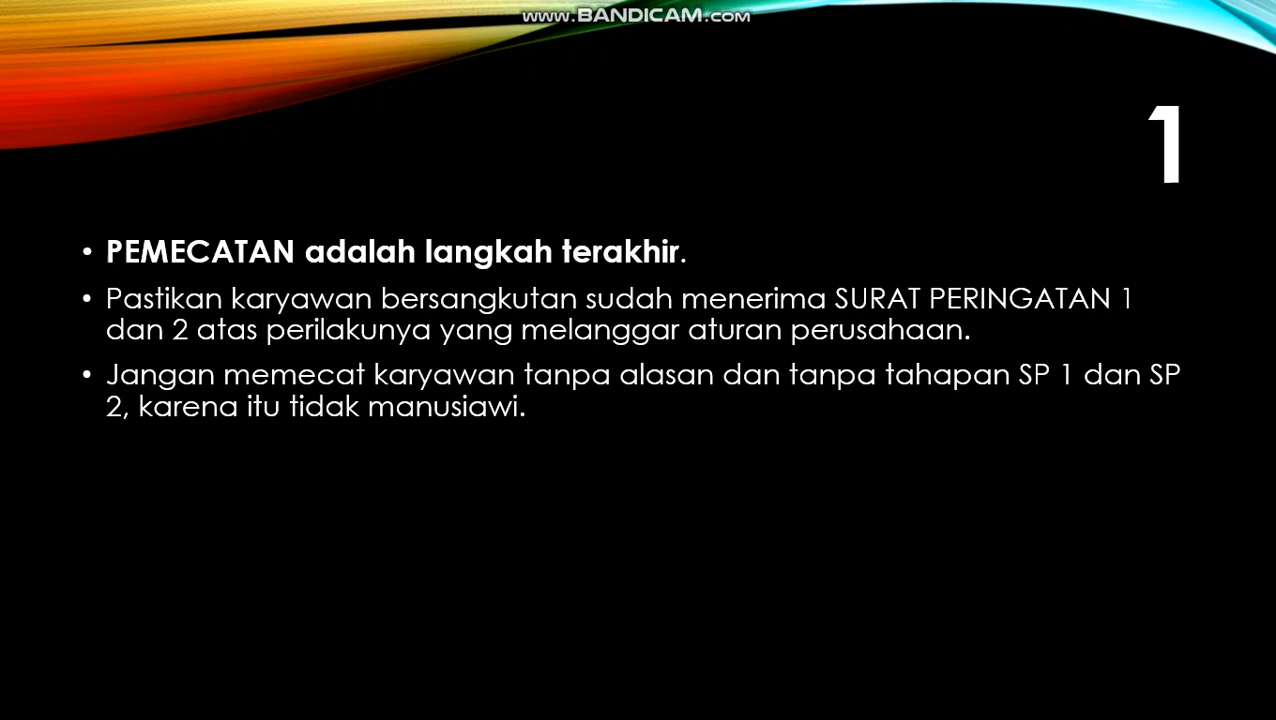 www.BANDICAM.com
1
• PEMECATAN adalah langkah terakhir.
• Pastikan karyawan bersangkutan sudah menerima SURAT PERINGATAN 1
dan 2 atas perilakunya yang melanggar aturan perusahaan.
• Jangan memecat karyawan tanpa alasan dan tanpa tahapan SP 1 dan SP
2, karena itu tidak manusiawi.